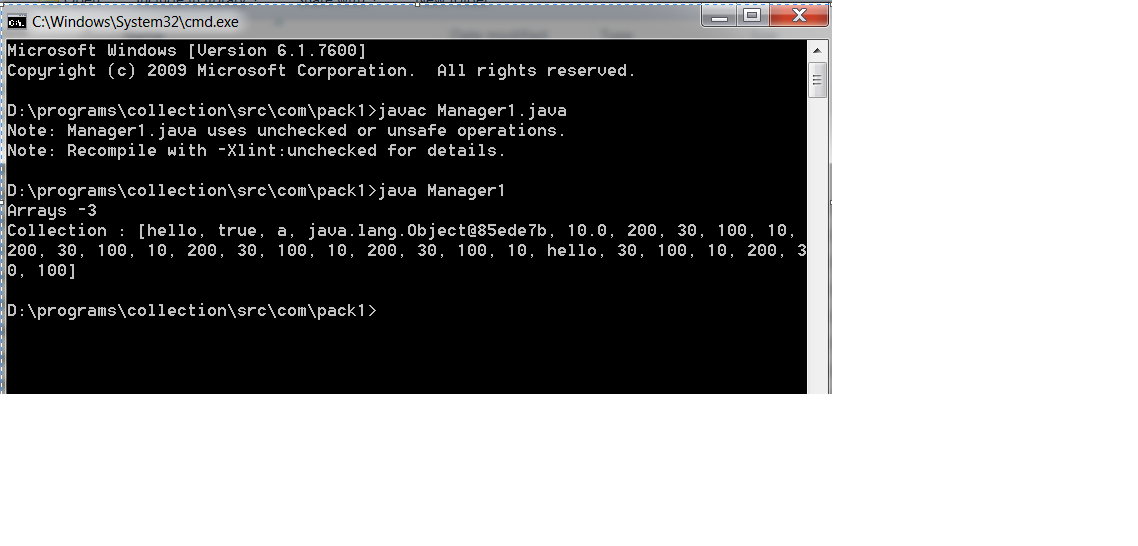 C:\Windows\System32\cmd.exe
Microsoft Windows [Version 6.1.7600]
Copyright (c) 2009 Microsoft Corporation.  All rights reserved.
D:\programs\collection\src\com\pack1>javac Manager1.java
Note: Manager1.java uses unchecked or unsafe operations.
Note: Recompile with -Xlint:unchecked for details.
D:\programs\collection\src\com\pack1>java Manager1
Arrays -3
Collection : [hello, true, a, java.lang.Object@85ede7b, 10.0, 200, 30, 100, 10,
200, 30, 100, 10, 200, 30, 100, 10, 200, 30, 100, 10, hello, 30, 100, 10, 200, 3
0, 100]
D:\programs\collection\src\com\pack1>